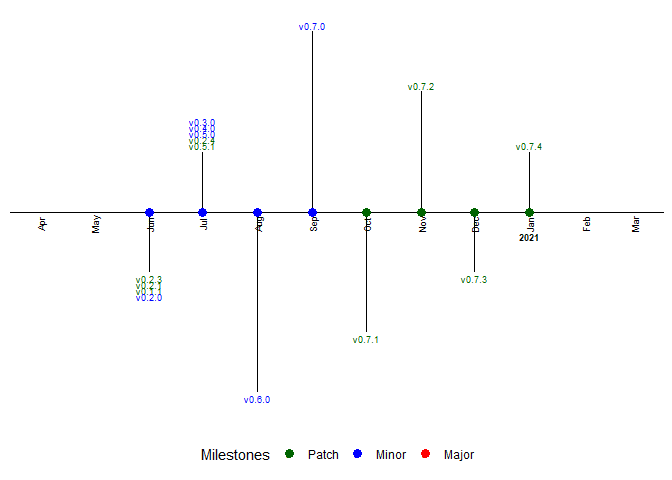 v0.7.0
v0.7.2
v0.3.0
v0.4.0
v0.5.0
v0.2.4
v0.5.1
v0.7.4
Apr May Jun Jul Aug Sep Oct Nov Dec Jan Feb Mar
2021
v0.2.3
v0.2.1
v0.1.1
v0.2.0
v0.7.3
v0.7.1
v0.6.0
Milestones Patch Minor Major